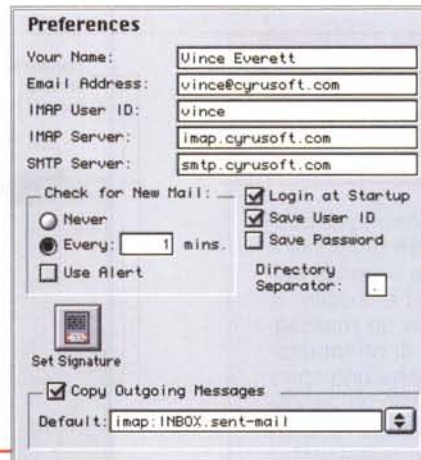 Preferences
Your Name: Vince Everett
Email Address: vince@cyrusoft.com
IMAP User ID: vince
IMAP Server: imap.cyrusoft.com
SMTP Server: smtp.cyrusoft.com
Check for New Mail:
Never
Every: 1 mins.
Use Alert
Login at Startup
Save User ID
Save Password
Directory
Separator: .
Set Signature
Copy Outgoing Messages
Default: imap:INBOX.sent-mail